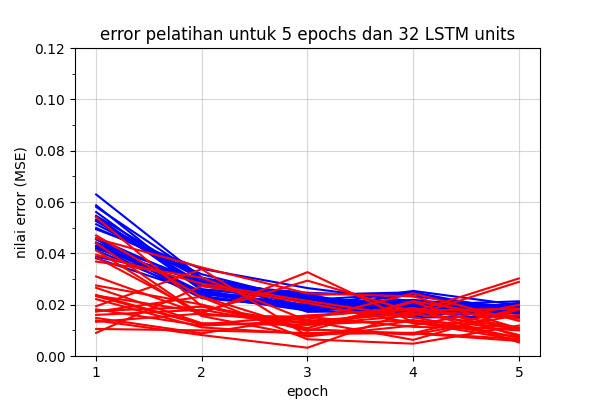 error pelatihan untuk 5 epochs dan 32 LSTM units
0.12
0.10
0.08
0.06
0.04
0.02
0.00
nilai error (MSE)
1 2 3 4 5
epoch